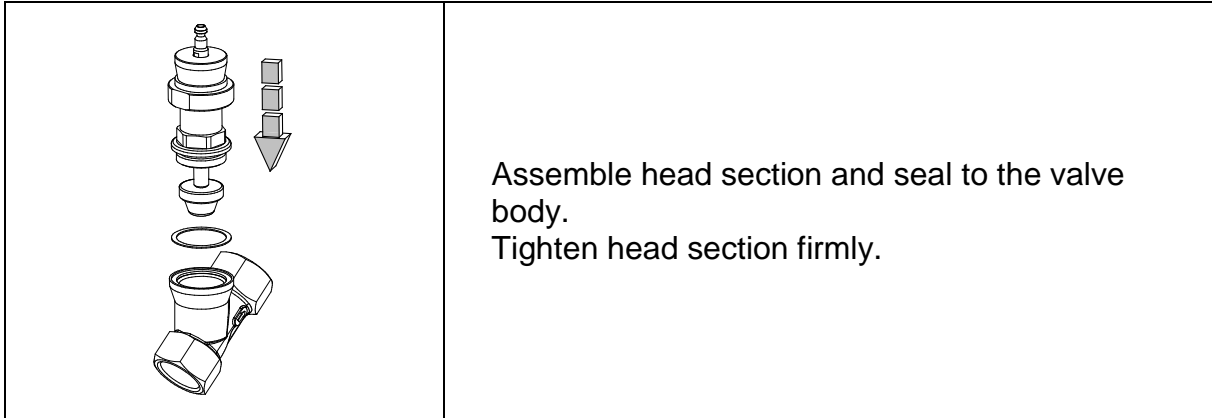 Assemble head section and seal to the valve
body.
Tighten head section firmly.